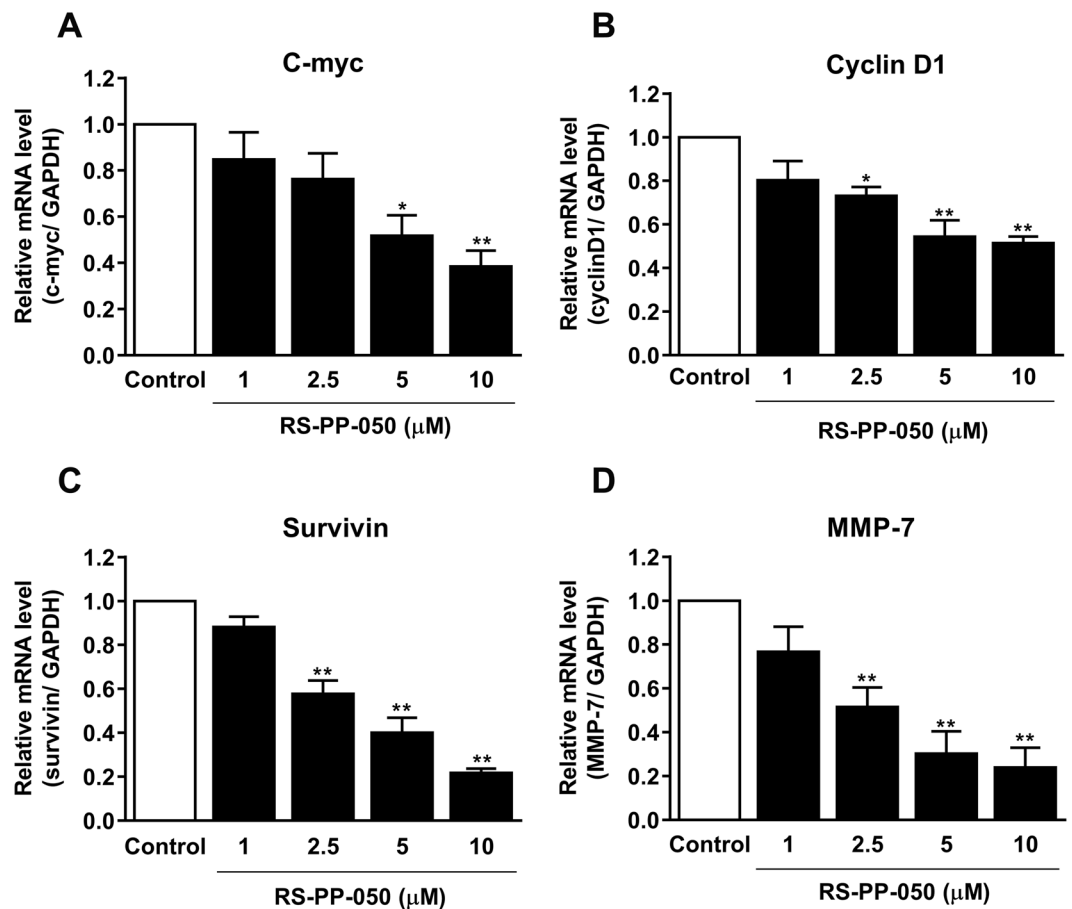 A
C-myc
Relative mRNA level
(c-myc/ GAPDH)
1.2
1.0
0.8
0.6
0.4
0.2
0.0
*
**
Control 1 2.5 5 10
RS-PP-050 (μM)
B
Cyclin D1
Relative mRNA level
(cyclinD1/ GAPDH)
1.2
1.0
0.8
0.6
0.4
0.2
0.0
*
**
**
Control 1 2.5 5 10
RS-PP-050 (μM)
C
Survivin
Relative mRNA level
(survivin/ GAPDH)
1.2
1.0
0.8
0.6
0.4
0.2
0.0
**
**
**
Control 1 2.5 5 10
RS-PP-050 (μM)
D
MMP-7
Relative mRNA level
(MMP-7/ GAPDH)
1.2
1.0
0.8
0.6
0.4
0.2
0.0
**
**
**
Control 1 2.5 5 10
RS-PP-050 (μM)